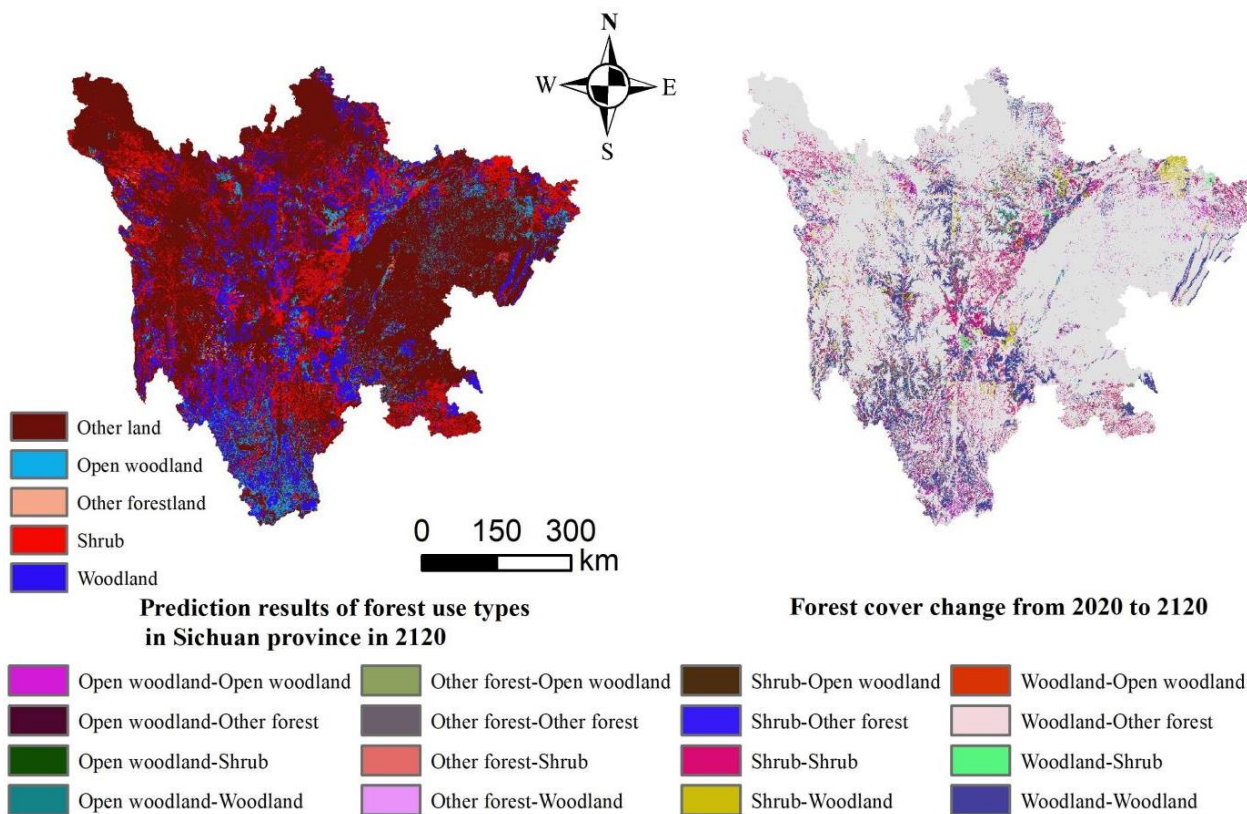 N
W
E
S
Other land
Open woodland
Other forestland
Shrub
Woodland
0 150 300
km
Prediction results of forest use types
in Sichuan province in 2120
Forest cover change from 2020 to 2120
Open woodland-Open woodland
Open woodland-Other forest
Open woodland-Shrub
Open woodland-Woodland
Other forest-Open woodland
Other forest-Other forest
Other forest-Shrub
Other forest-Woodland
Shrub-Open woodland
Shrub-Other forest
Shrub-Shrub
Shrub-Woodland
Woodland-Open woodland
Woodland-Other forest
Woodland-Shrub
Woodland-Woodland